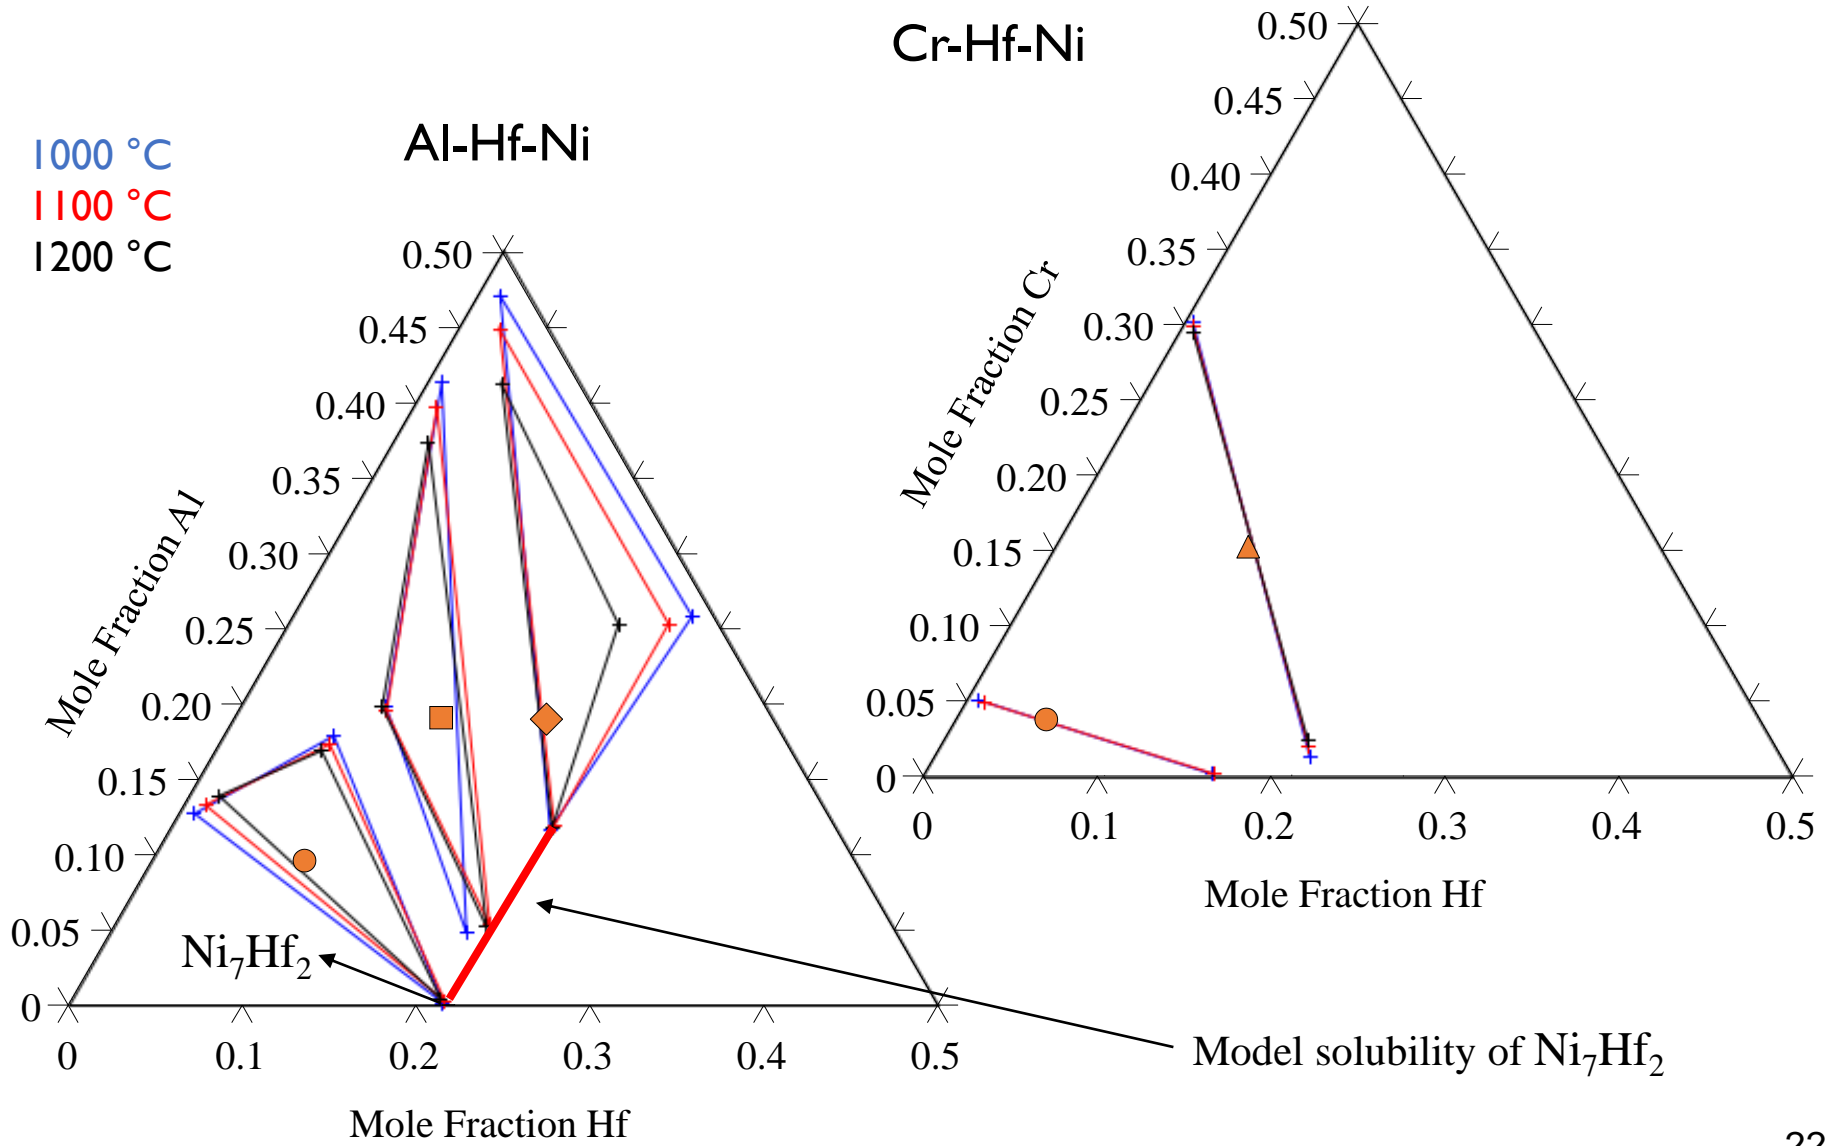 Cr-Hf-Ni
0.50
0.45
0.40
0.35
0.30
0.25
0.20
0.15
0.10
0.05
0
Mole Fraction Cr
0 0.1 0.2 0.3 0.4 0.5
Mole Fraction Hf
Al-Hf-Ni
1000 °C
1100 °C
1200 °C
0.50
0.45
0.40
0.35
0.30
0.25
0.20
0.15
0.10
0.05
0
Mole Fraction Al
Ni₇Hf₂
0 0.1 0.2 0.3 0.4 0.5
Mole Fraction Hf
Model solubility of Ni₇Hf₂
22